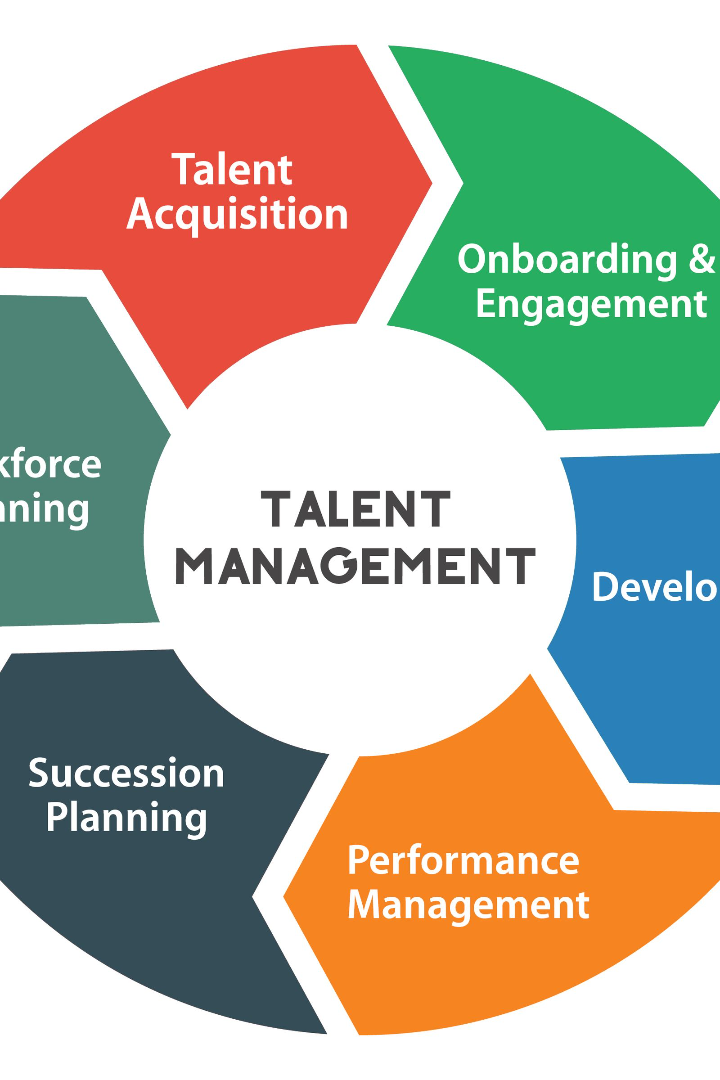 Talent
Acquisition
Onboarding &
Engagement
kforce
nning
TALENT
MANAGEMENT
Develo
Succession
Planning
Performance
Management